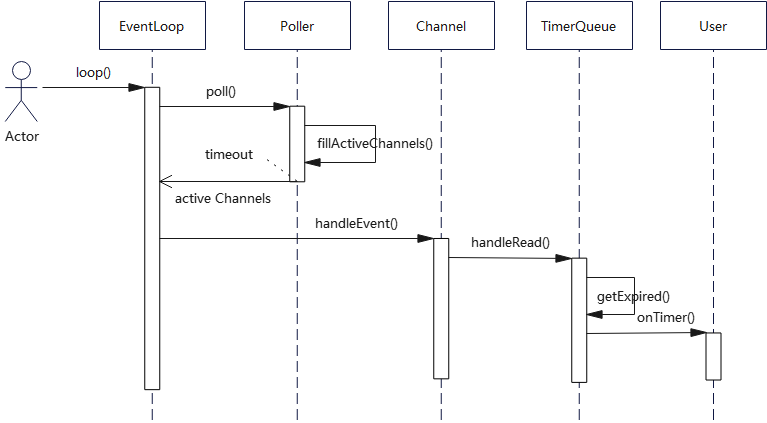 EventLoop
Poller
Channel
TimerQueue
User
loop()
Actor
poll()
fillActiveChannels()
timeout
active Channels
handleEvent()
handleRead()
getExpired()
onTimer()